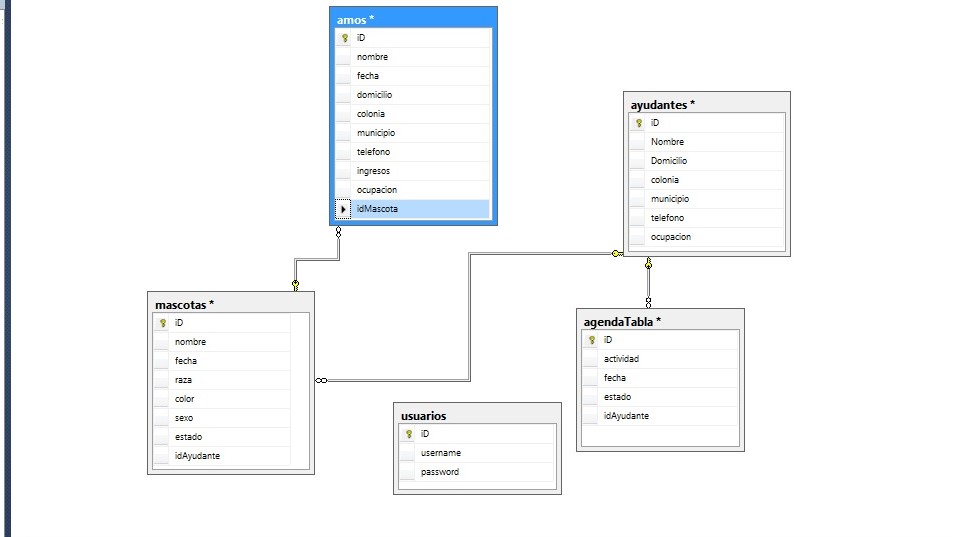 amos *
iD
nombre
fecha
domicilio
colonia
municipio
telefono
ingresos
ocupacion
idMascota
ayudantes *
iD
Nombre
Domicilio
colonia
municipio
telefono
ocupacion
mascotas *
iD
nombre
fecha
raza
color
sexo
estado
idAyudante
agendaTabla *
iD
actividad
fecha
estado
idAyudante
usuarios
iD
username
password